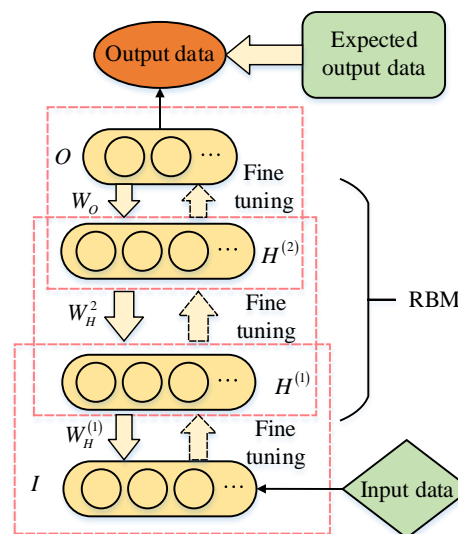 Output data
Expected
output data
O
...
W_O
Fine
tuning
... H^(2)
W_H^2
Fine
tuning
RBM
... H^(1)
W_H^(1)
Fine
tuning
I
...
Input data